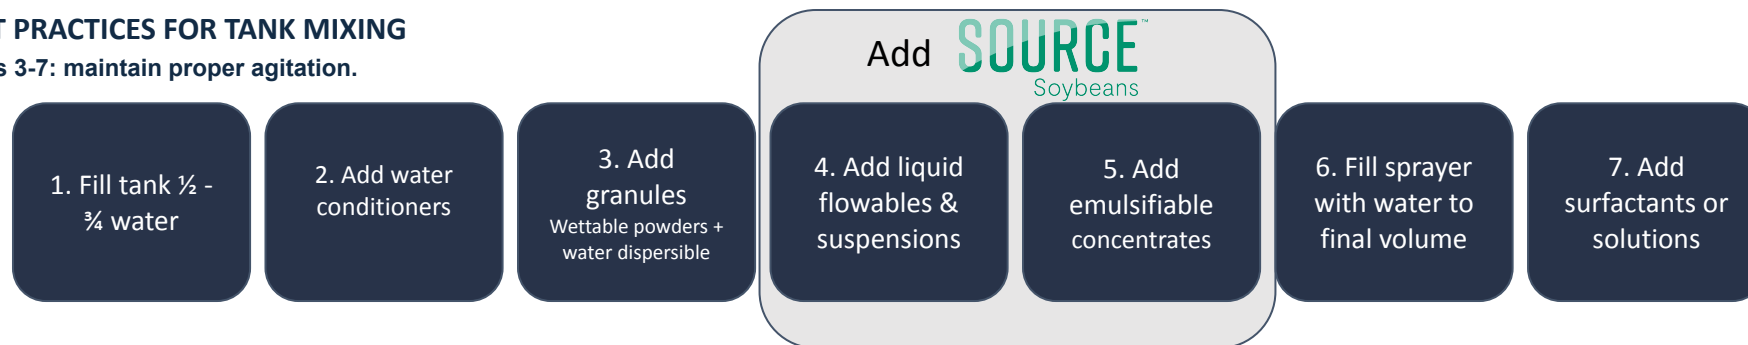 T PRACTICES FOR TANK MIXING
s 3-7: maintain proper agitation.
Add SOURCE™
Soybeans
1. Fill tank ½ -
¾ water
2. Add water
conditioners
3. Add
granules
Wettable powders +
water dispersible
4. Add liquid
flowables &
suspensions
5. Add
emulsifiable
concentrates
6. Fill sprayer
with water to
final volume
7. Add
surfactants or
solutions